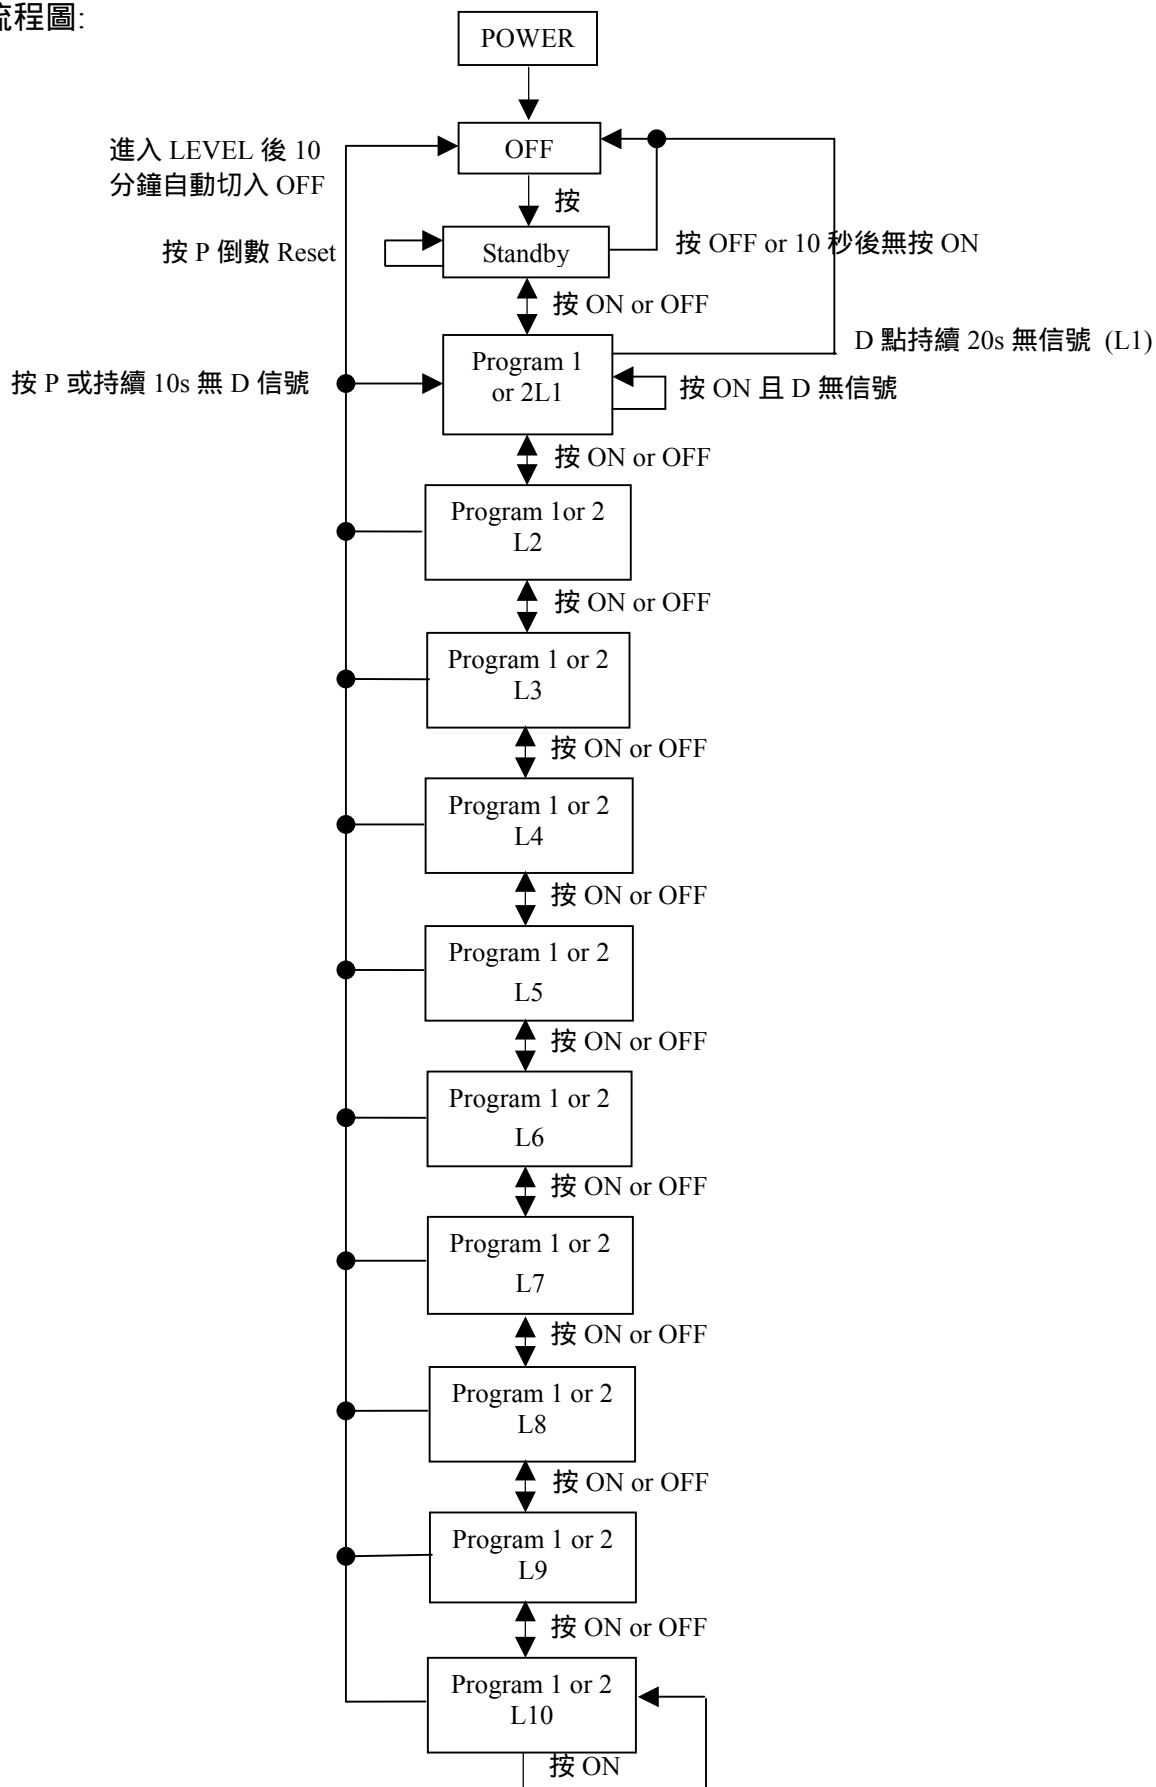 流程圖:
POWER
OFF
進入 LEVEL 後 10
分鐘自動切入 OFF
按
按 P 倒數 Reset
Standby
按 OFF or 10 秒後無按 ON
按 ON or OFF
D 點持續 20s 無信號 (L1)
Program 1
or 2L1
按 P 或持續 10s 無 D 信號
按 ON 且 D 無信號
按 ON or OFF
Program 1or 2
L2
按 ON or OFF
Program 1 or 2
L3
按 ON or OFF
Program 1 or 2
L4
按 ON or OFF
Program 1 or 2
L5
按 ON or OFF
Program 1 or 2
L6
按 ON or OFF
Program 1 or 2
L7
按 ON or OFF
Program 1 or 2
L8
按 ON or OFF
Program 1 or 2
L9
按 ON or OFF
Program 1 or 2
L10
按 ON